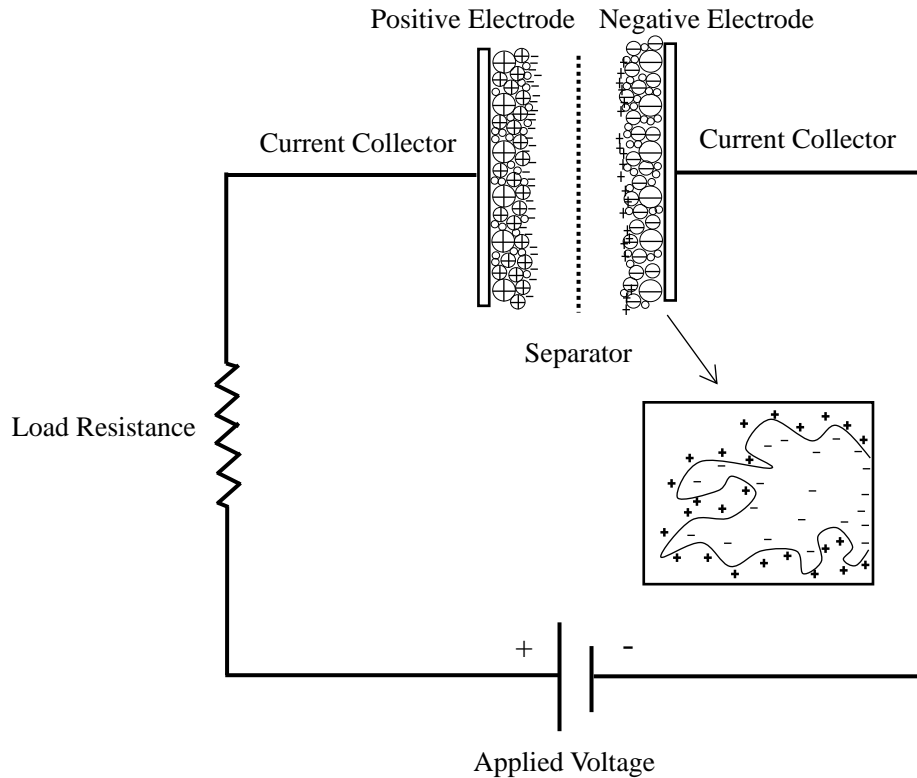 Positive Electrode
Negative Electrode
Current Collector
Current Collector
Separator
Load Resistance
+
-
Applied Voltage